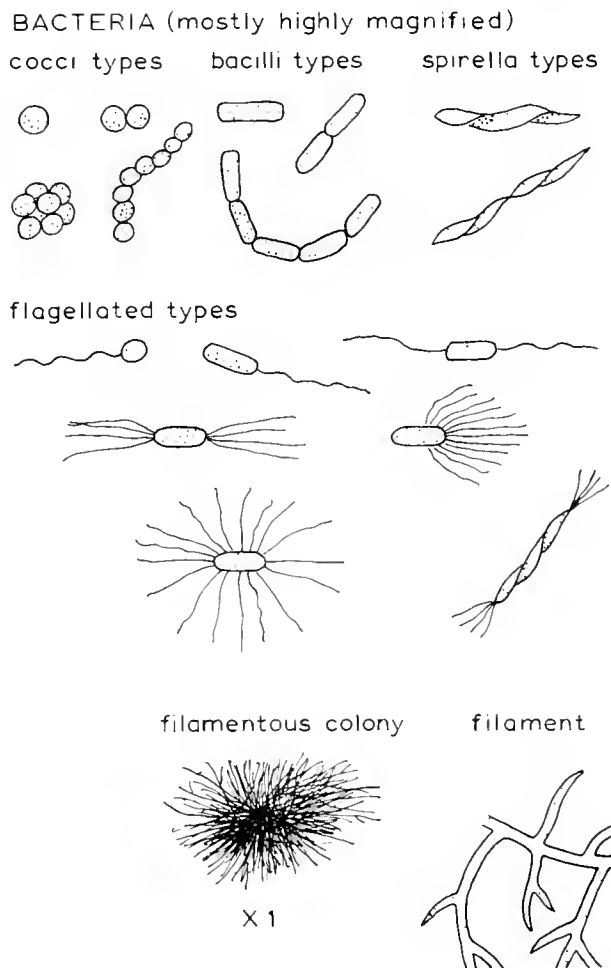 BACTERIA (mostly highly magnified)
cocci types bacilli types spirella types
flagellated types
filamentous colony filament
X 1